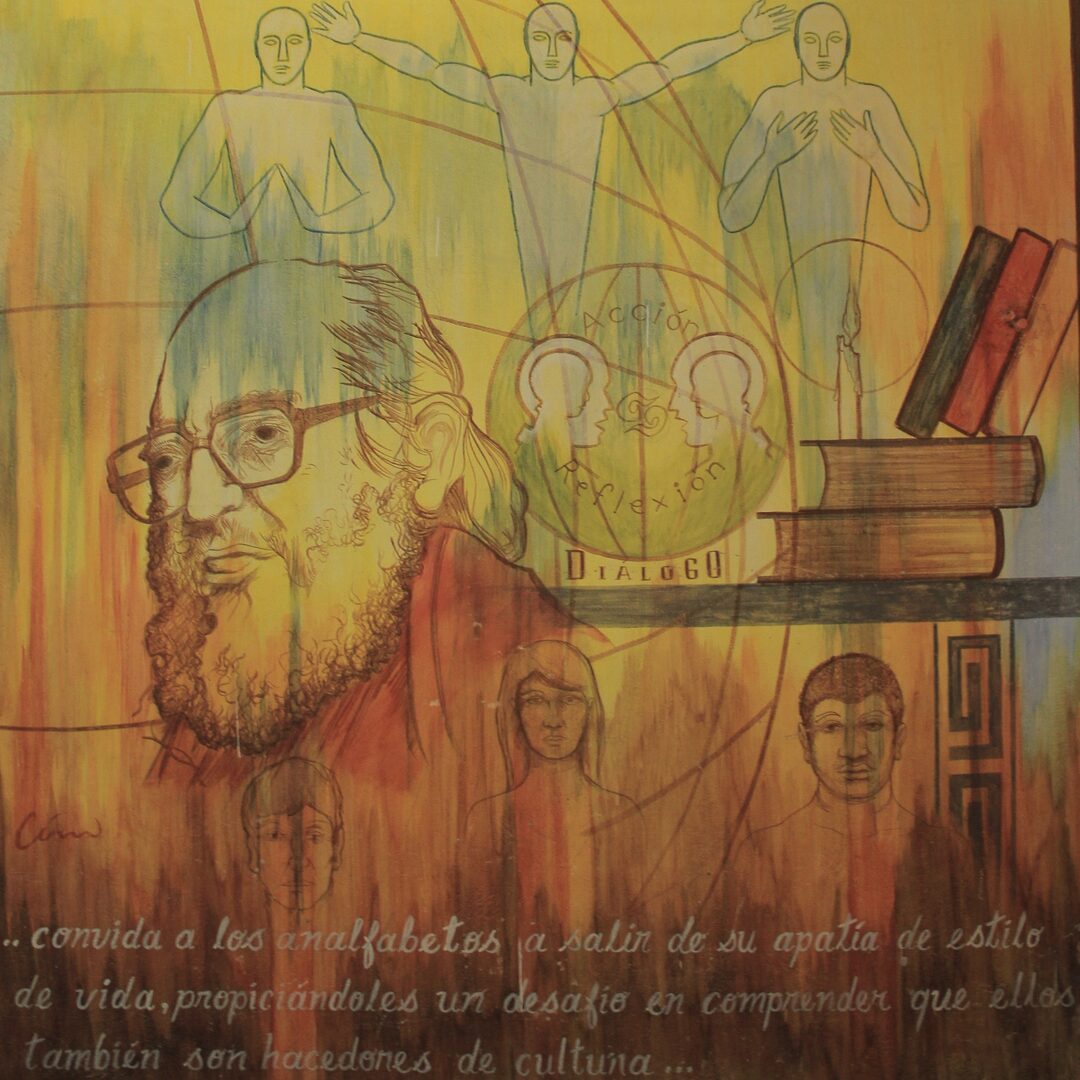 Acción
Reflexión
DIALOGO
.. convida a los analfabetos a salir de su apatía de estilo
de vida, propiciándoles un desafío en comprender que ellos
también son hacedores de cultura ...